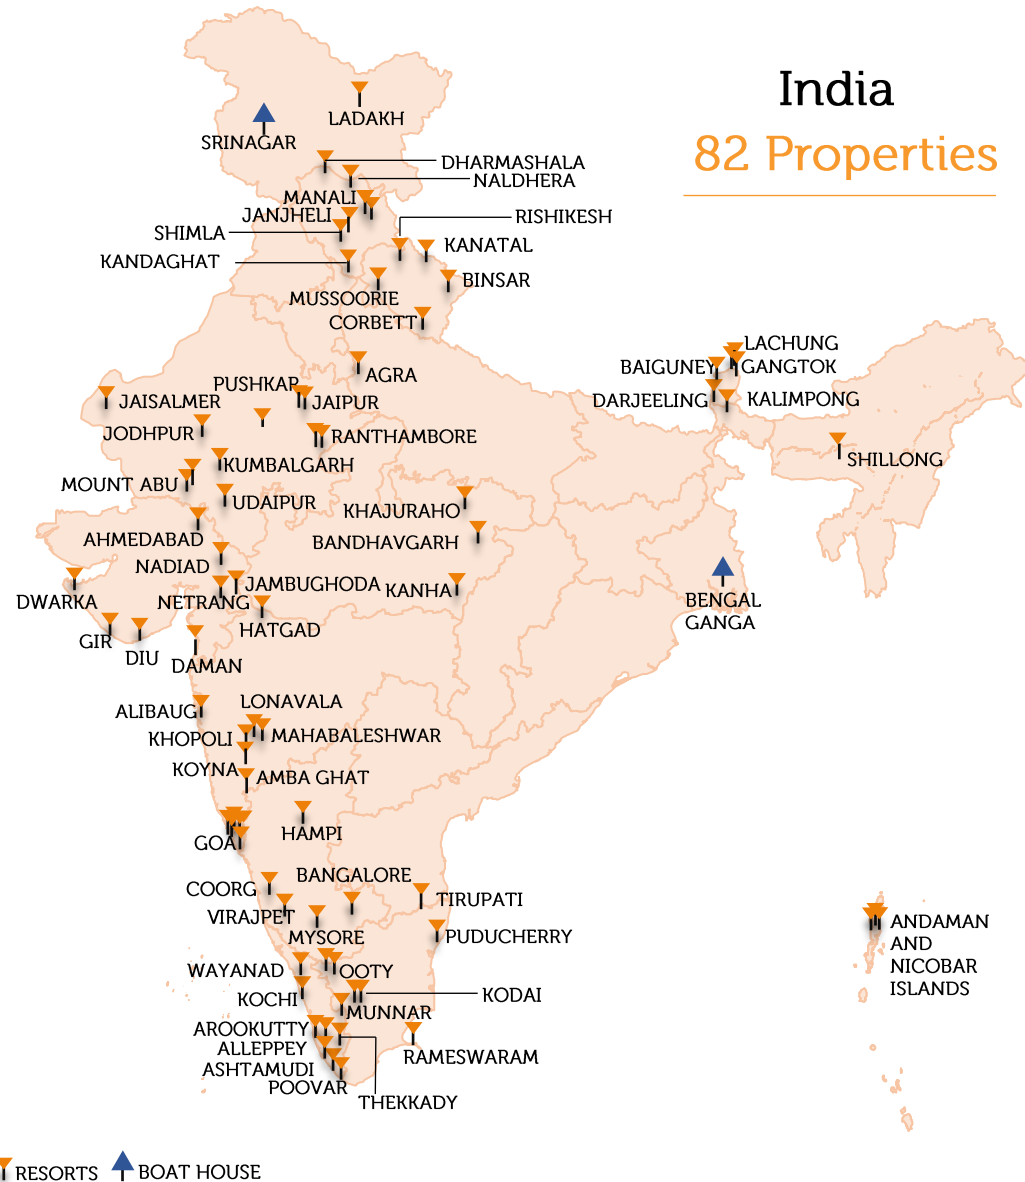 India
82 Properties
LADAKH
SRINAGAR
DHARMASHALA
NALDHERA
MANALI
JANJHELI
RISHIKESH
SHIMLA
KANATAL
KANDAGHAT
BINSAR
MUSSOORIE
CORBETT
LACHUNG
BAIGUNEY
GANGTOK
AGRA
PUSHKAR
JAISALMER
JAIPUR
DARJEELING
KALIMPONG
JODHPUR
RANTHAMBORE
KUMBALGARH
SHILLONG
MOUNT ABU
UDAIPUR
KHAJURAHO
AHMEDABAD
BANDHAVGARH
NADIAD
JAMBUGHODA
KANHA
DWARKA
NETRANG
BENGAL
GANGA
HATGAD
GIR
DIU
DAMAN
LONAVALA
ALIBAUG
KHOPOLI
MAHABALESHWAR
KOYNA
AMBA GHAT
HAMPI
GOA
BANGALORE
COORG
TIRUPATI
VIRAJPET
MYSORE
PUDUCHERRY
ANDAMAN
AND
NICOBAR
ISLANDS
WAYANAD
OOTY
KOCHI
KODAI
MUNNAR
AROOKUTTY
ALLEPPEY
RAMESWARAM
ASHTAMUDI
POOVAR
THEKKADY
RESORTS
BOAT HOUSE